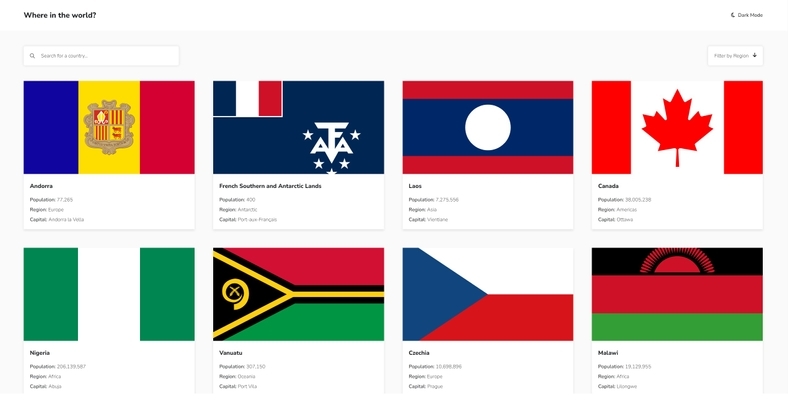 Where in the world?
Dark Mode
Search for a country...
Filter by Region
Andorra
Population: 77,265
Region: Europe
Capital: Andorra la Vella
French Southern and Antarctic Lands
Population: 400
Region: Antarctic
Capital: Port-aux-Français
Laos
Population: 7,275,556
Region: Asia
Capital: Vientiane
Canada
Population: 38,005,238
Region: Americas
Capital: Ottawa
Nigeria
Population: 206,139,587
Region: Africa
Capital: Abuja
Vanuatu
Population: 307,150
Region: Oceania
Capital: Port Vila
Czechia
Population: 10,698,896
Region: Europe
Capital: Prague
Malawi
Population: 19,129,955
Region: Africa
Capital: Lilongwe